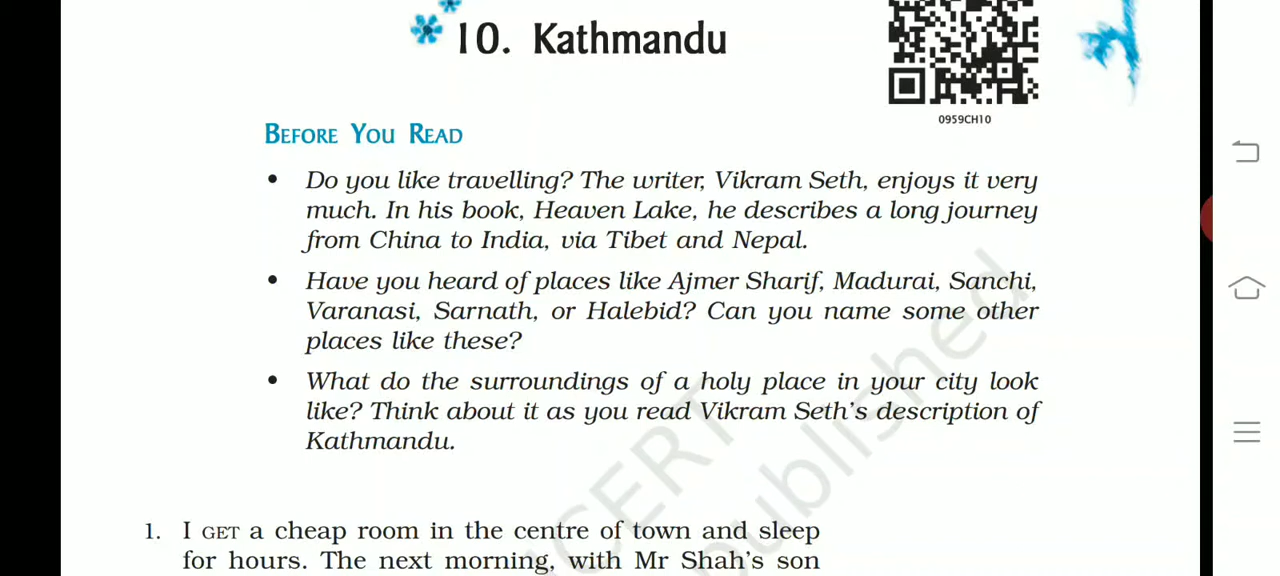 10. Kathmandu
0959CH10
BEFORE YOU READ
• Do you like travelling? The writer, Vikram Seth, enjoys it very
much. In his book, Heaven Lake, he describes a long journey
from China to India, via Tibet and Nepal.
• Have you heard of places like Ajmer Sharif, Madurai, Sanchi,
Varanasi, Sarnath, or Halebid? Can you name some other
places like these?
• What do the surroundings of a holy place in your city look
like? Think about it as you read Vikram Seth's description of
Kathmandu.
1. I GET a cheap room in the centre of town and sleep
for hours. The next morning, with Mr Shah's son